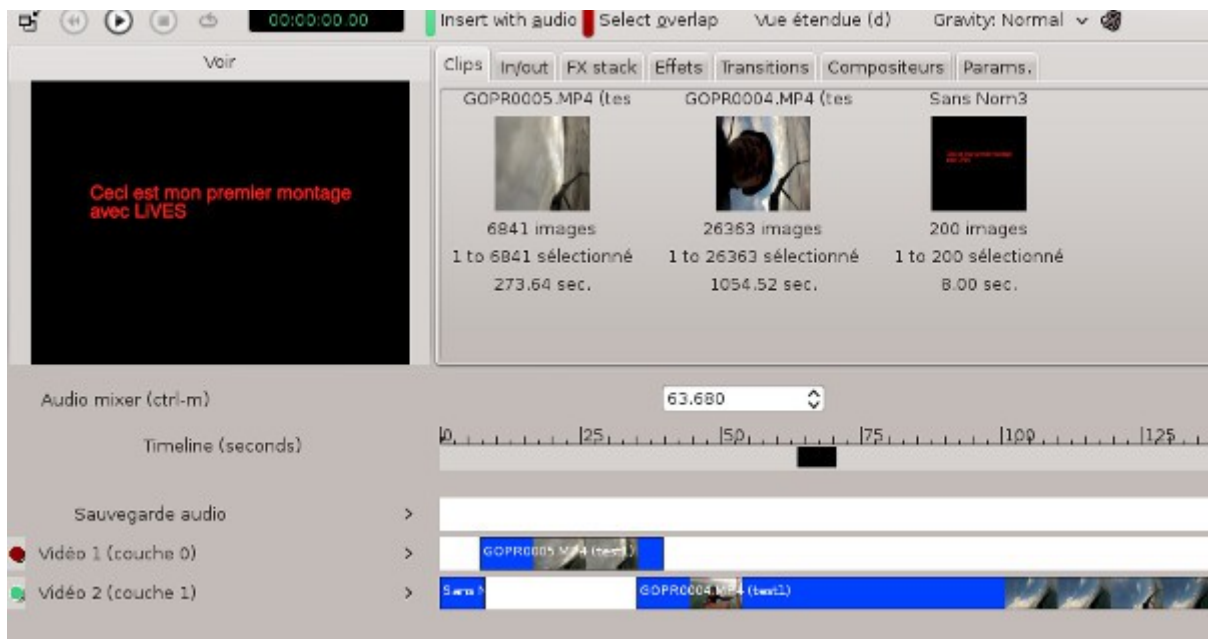 00:00:00.00
Insert with audio
Select overlap
Vue étendue (d)
Gravity: Normal
Voir
Clips
In/out
FX stack
Effets
Transitions
Compositeurs
Params.
Ceci est mon premier montage
avec LiVES
GOPR0005.MP4 (tes
GOPR0004.MP4 (tes
Sans Nom3
6841 images
26363 images
200 images
1 to 6841 sélectionné
1 to 26363 sélectionné
1 to 200 sélectionné
273.64 sec.
1054.52 sec.
8.00 sec.
Audio mixer (ctrl-m)
63.680
Timeline (seconds)
0 25 50 75 100 125
Sauvegarde audio
Vidéo 1 (couche 0)
GOPR0005.MP4 (test1)
Vidéo 2 (couche 1)
Sans N
GOPR0004.MP4 (test1)